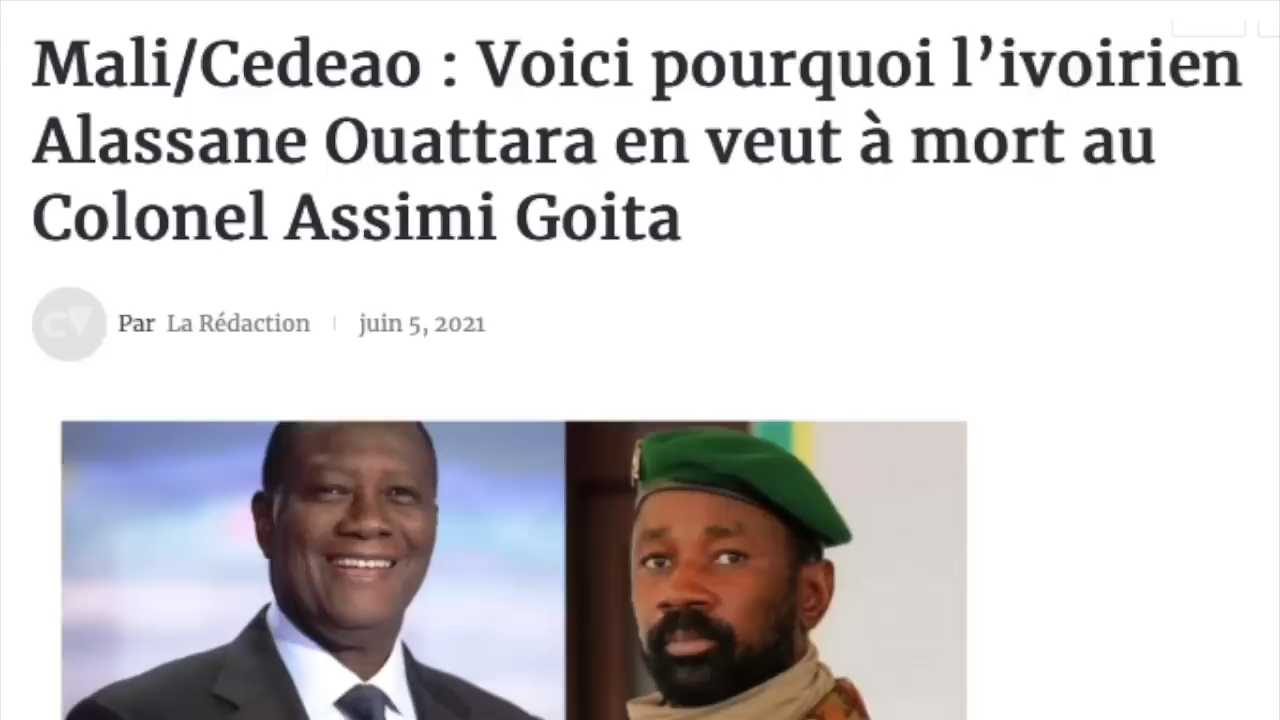 Mali/Cedeao : Voici pourquoi l’ivoirien
Alassane Ouattara en veut à mort au
Colonel Assimi Goita
CV
Par La Rédaction juin 5, 2021